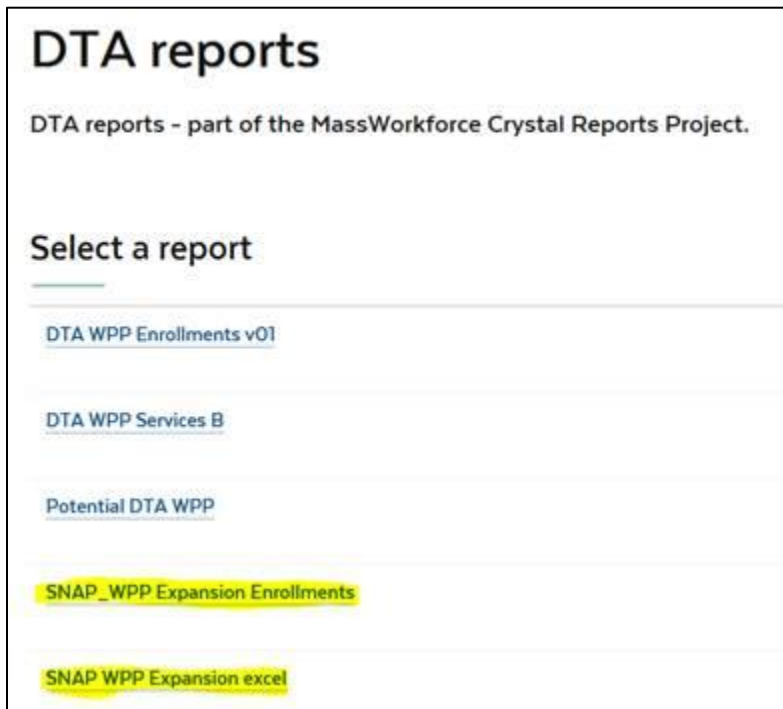 DTA reports
DTA reports - part of the MassWorkforce Crystal Reports Project.
Select a report
DTA WPP Enrollments v01
DTA WPP Services B
Potential DTA WPP
SNAP_WPP Expansion Enrollments
SNAP WPP Expansion excel